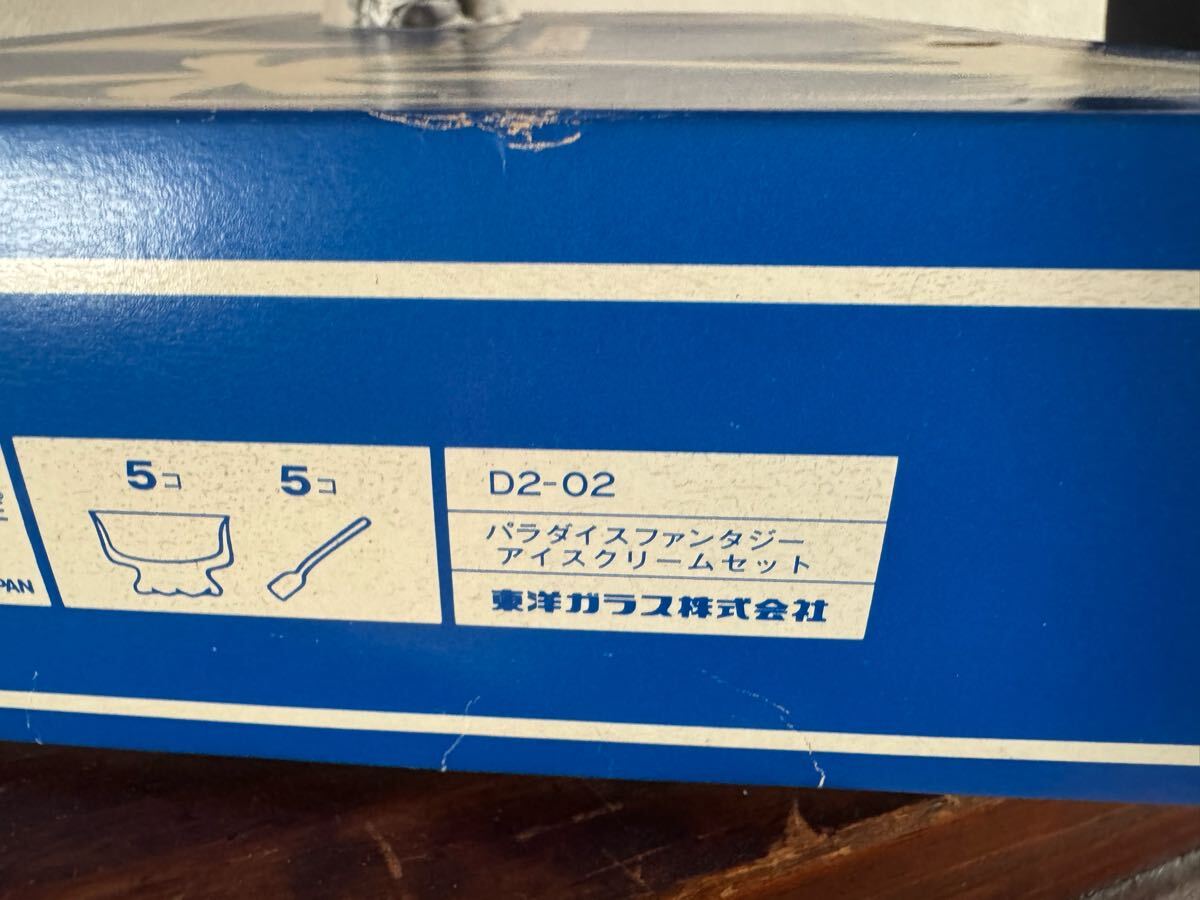 5コ 5コ
PAN
D2-02
パラダイスファンタジー
アイスクリームセット
東洋ガラス株式会社